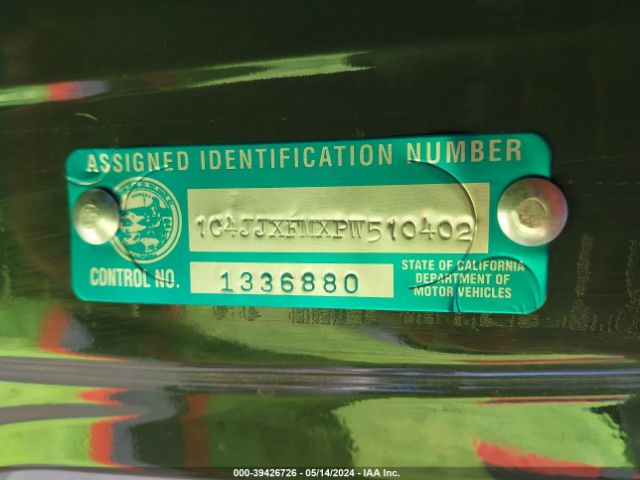 ASSIGNED IDENTIFICATION NUMBER
1C4JJXFMXPW510402
CONTROL NO.
1336880
STATE OF CALIFORNIA
DEPARTMENT OF
MOTOR VEHICLES
000-39426726 - 05/14/2024 - IAA Inc.